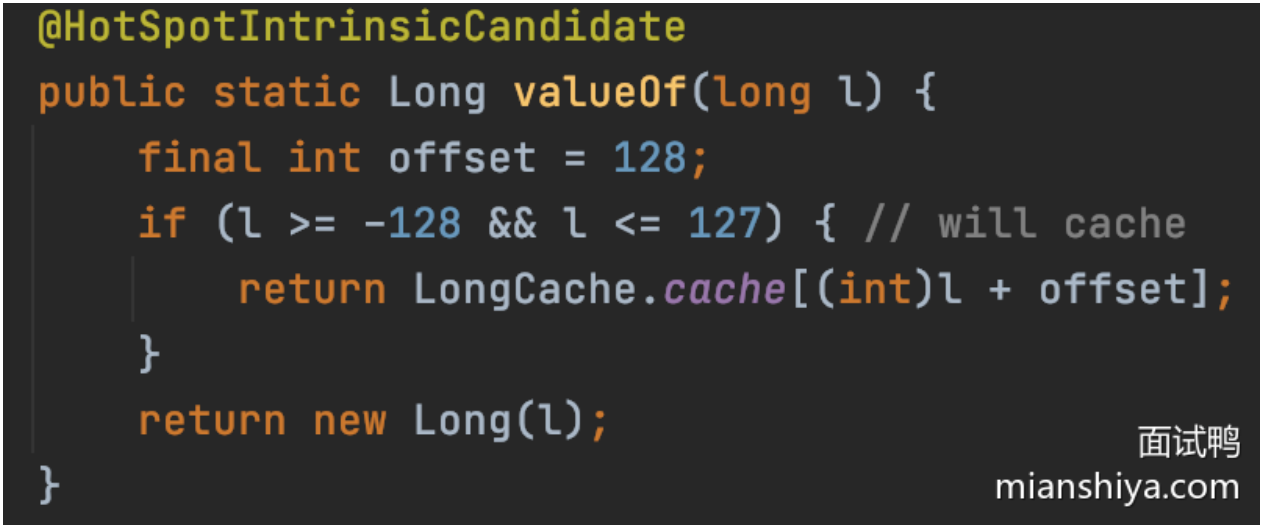 @HotSpotIntrinsicCandidate
public static Long valueOf(long l) {
    final int offset = 128;
    if (l >= -128 && l <= 127) { // will cache
        return LongCache.cache[(int)l + offset];
    }
    return new Long(l);
}
面试鸭
mianshiya.com